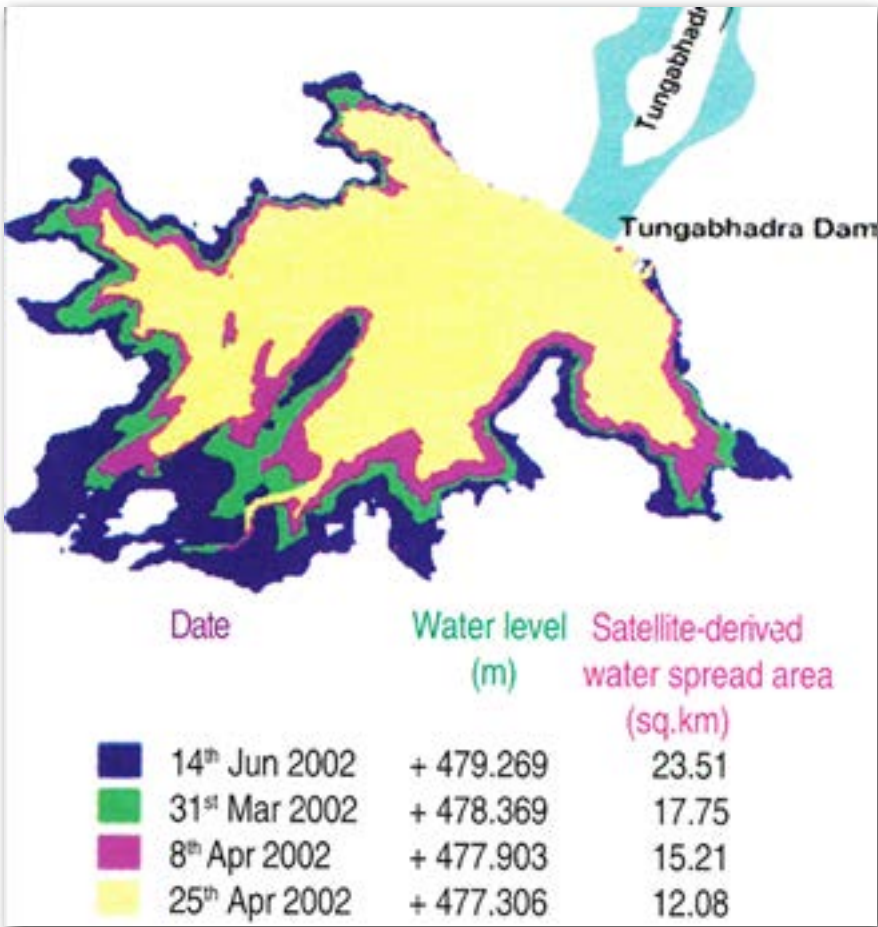 Tungabhadra Dam
Date Water level Satellite-derived
(m) water spread area
(sq.km)
14th Jun 2002 + 479.269 23.51
31st Mar 2002 + 478.369 17.75
8th Apr 2002 + 477.903 15.21
25th Apr 2002 + 477.306 12.08